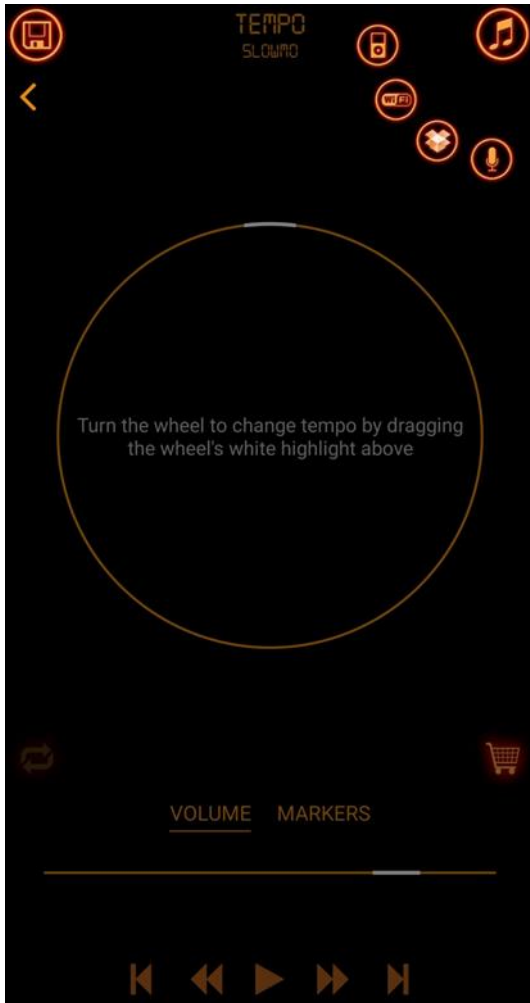 TEMPO
SLOWMO
WiFi
Turn the wheel to change tempo by dragging
the wheel's white highlight above
VOLUME MARKERS